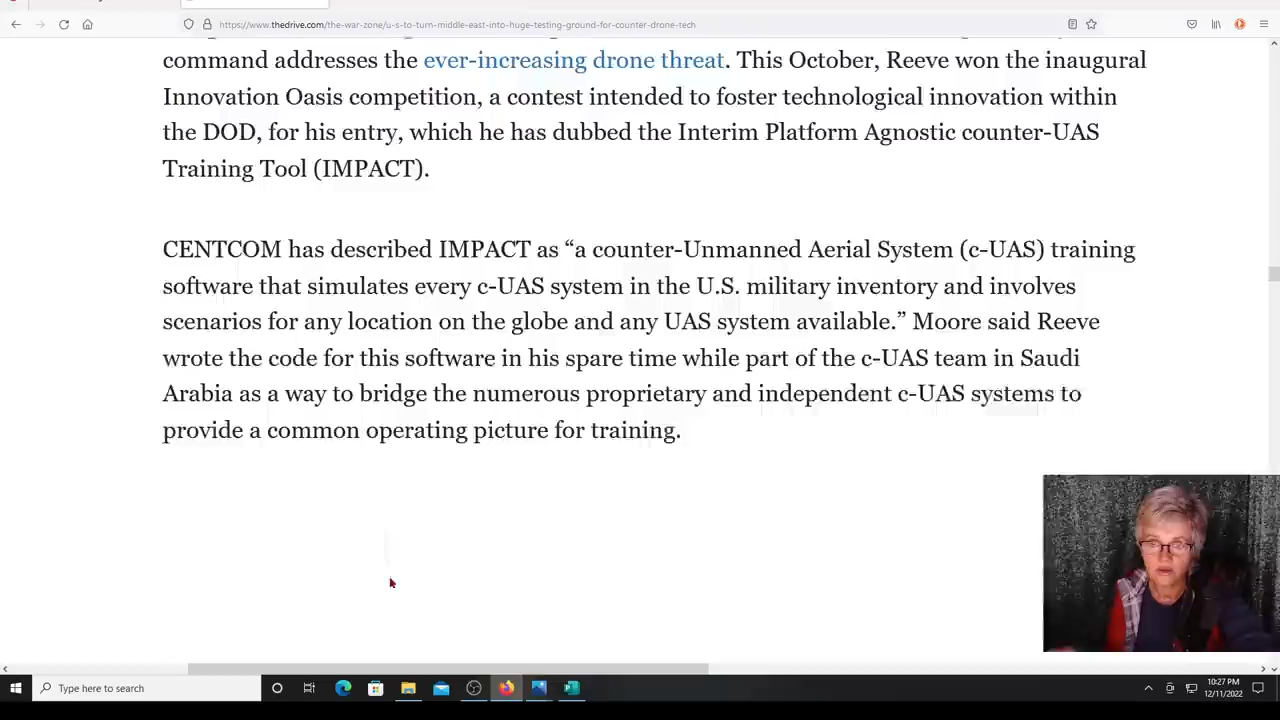 https://www.thedrive.com/the-war-zone/u-s-to-turn-middle-east-into-huge-testing-ground-for-counter-drone-tech
command addresses the ever-increasing drone threat. This October, Reeve won the inaugural
Innovation Oasis competition, a contest intended to foster technological innovation within
the DOD, for his entry, which he has dubbed the Interim Platform Agnostic counter-UAS
Training Tool (IMPACT).
CENTCOM has described IMPACT as “a counter-Unmanned Aerial System (c-UAS) training
software that simulates every c-UAS system in the U.S. military inventory and involves
scenarios for any location on the globe and any UAS system available.” Moore said Reeve
wrote the code for this software in his spare time while part of the c-UAS team in Saudi
Arabia as a way to bridge the numerous proprietary and independent c-UAS systems to
provide a common operating picture for training.
Type here to search
10:27 PM
12/11/2022